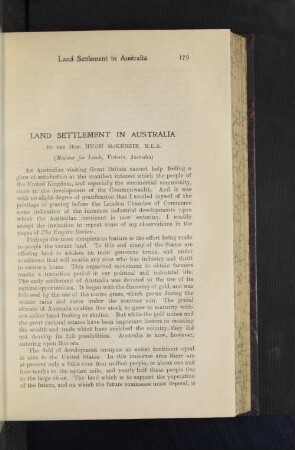 Land Settlement in Australia 179
LAND SETTLEMENT IN AUSTRALIA
BY THE HON. HUGH McKENZIE, M.L.A.
(Minister for Lands, Victoria, Australia)
AN Australian visiting Great Britain cannot help feeling a
glow of satisfaction at the manifest interest which the people of
the United Kingdom, and especially the commercial community,
show in the development of the Commonwealth. And it was
with no slight degree of gratification that I availed myself of the
privilege of placing before the London Chamber of Commerce
some indication of the immense industrial developments upon
which the Australian continent is now entering. I readily
accept the invitation to repeat some of my observations in the
pages of The Empire Review.
Perhaps the most conspicuous feature is the effort being made
to people the vacant land. To this end many of the States are
offering land to settlers on most generous terms, and under
conditions that will enable any man who has industry and thrift
to secure a home. This organised movement to obtain farmers
marks a transition period in our political and industrial life.
The early settlement of Australia was devoted to the use of its
natural opportunities. It began with the discovery of gold, and was
followed by the use of the native grass, which grows during the
winter rains and cures under the summer sun. The genial
climate of Australia enables live stock to grow to maturity with-
out either hand feeding or shelter. But while the gold mines and
the great pastoral estates have been important factors in creating
the wealth and trade which have enriched the country, they did
not develop its full possibilities. Australia is now, however,
entering upon this era.
The field of development occupies an entire continent equal
in size to the United States. In this immense area there are
at present only a little over four million people, or about one and
four-tenths to the square mile, and nearly half these people live
in the large cities. The land which is to support the population
of the future, and on which the future commerce must depend, is